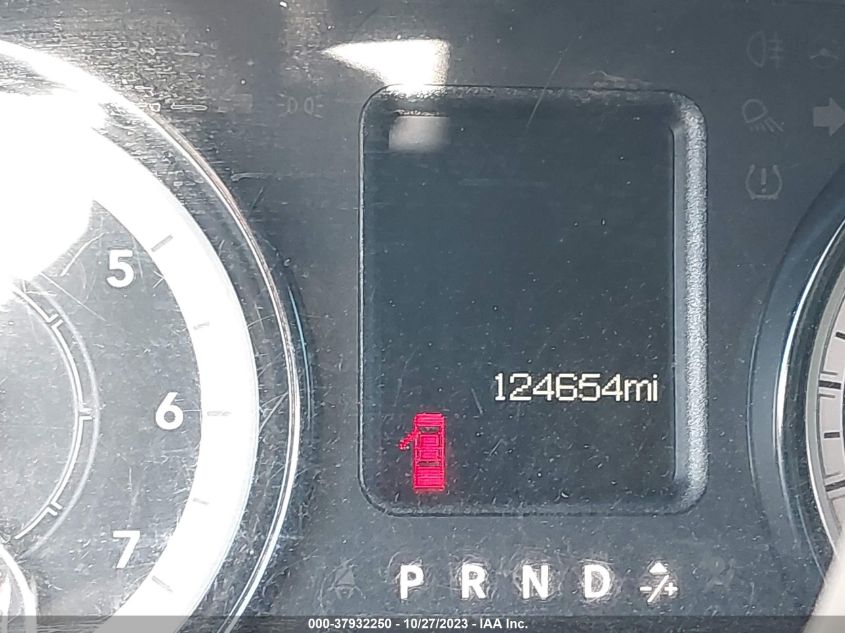 5
6
7
124654mi
P R N D -/+
000-37932250 - 10/27/2023 - IAA Inc.